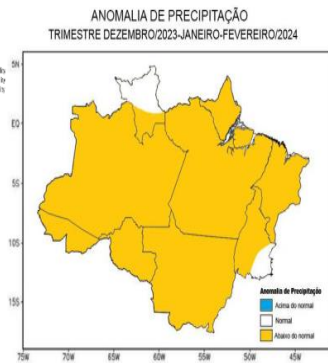 ANOMALIA DE PRECIPITAÇÃO
TRIMESTRE DEZEMBRO/2023-JANEIRO-FEVEREIRO/2024
5N
EQ
5S
10S
15S
75W 70W 65W 60W 55W 50W 45W
Anomalia de Precipitação
Acima do normal
Normal
Abaixo do normal